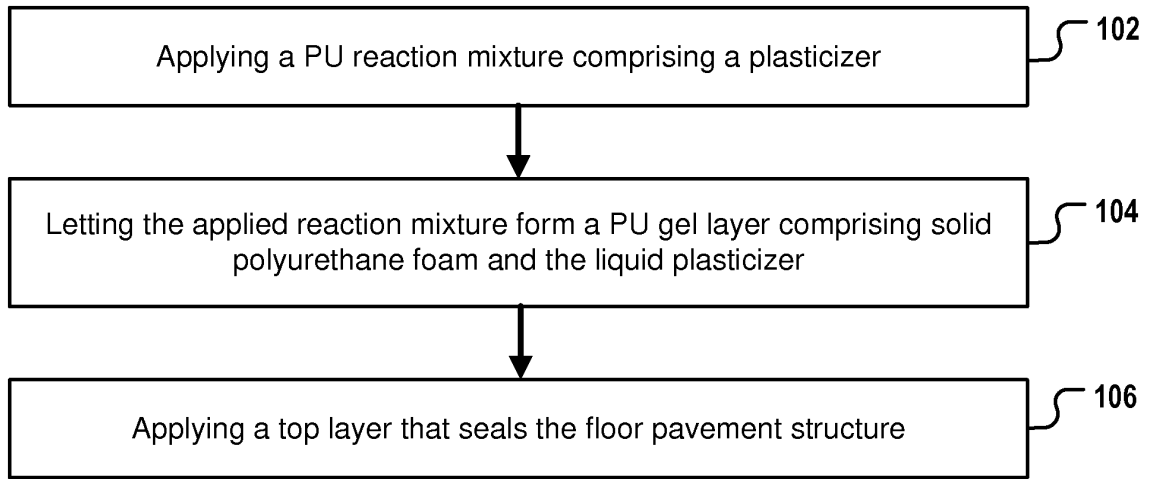 Applying a PU reaction mixture comprising a plasticizer
102
Letting the applied reaction mixture form a PU gel layer comprising solid
polyurethane foam and the liquid plasticizer
104
Applying a top layer that seals the floor pavement structure
106